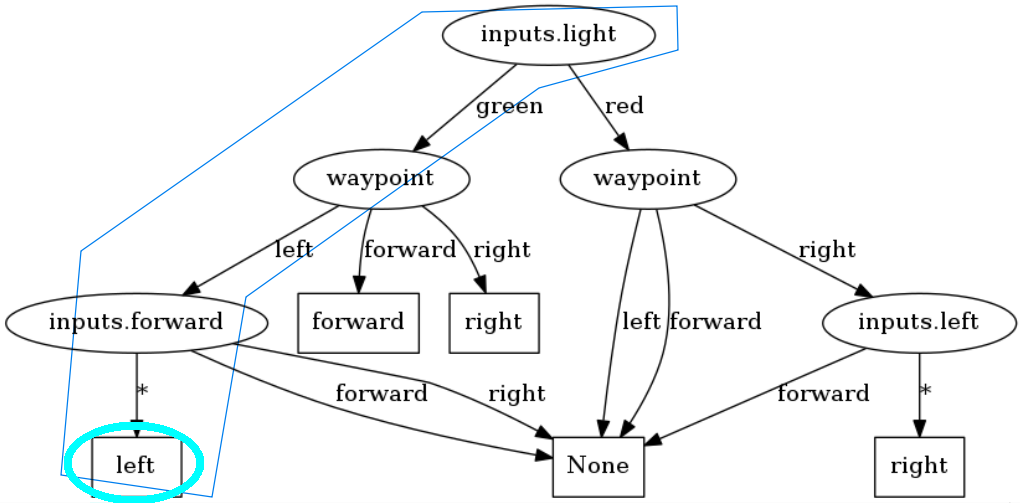 inputs.light
green
red
waypoint
waypoint
left
forward
right
right
inputs.forward
forward
right
left
forward
inputs.left
*
forward
right
forward
*
left
None
right